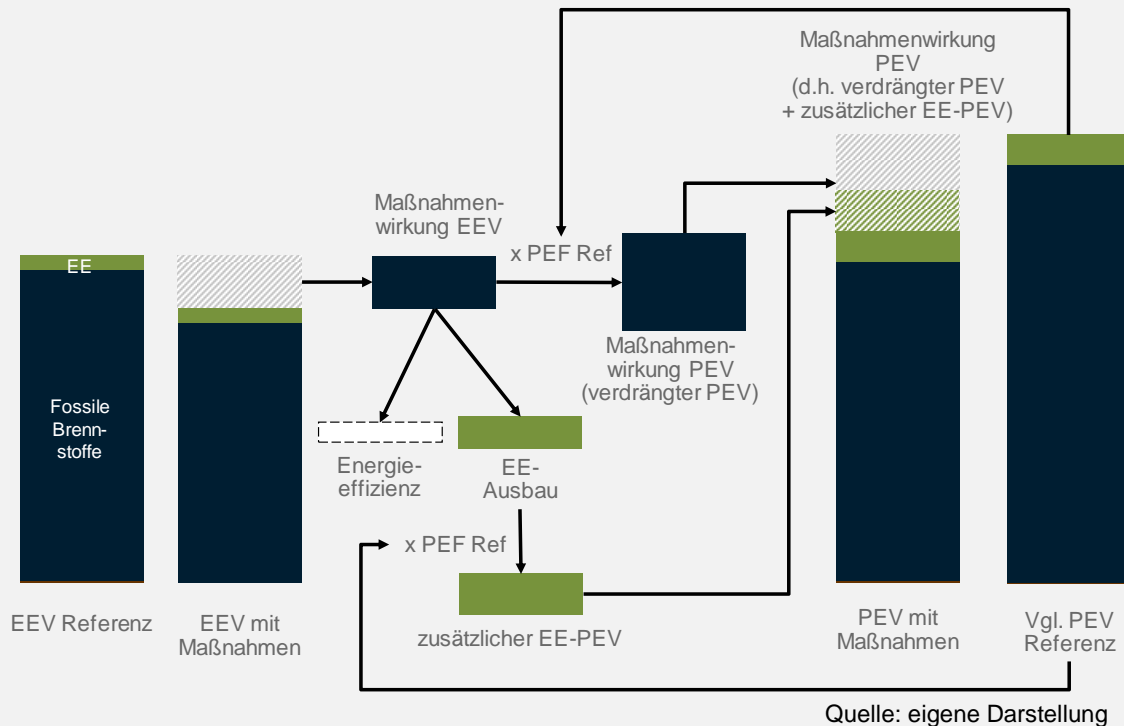 Maßnahmenwirkung
PEV
(d.h. verdrängter PEV
+ zusätzlicher EE-PEV)
Maßnahmen-
wirkung EEV
x PEF Ref
EE
Fossile
Brenn-
stoffe
Maßnahmen-
wirkung PEV
(verdrängter PEV)
Energie-
effizienz
EE-
Ausbau
x PEF Ref
zusätzlicher EE-PEV
EEV Referenz
EEV mit
Maßnahmen
PEV mit
Maßnahmen
Vgl. PEV
Referenz
Quelle: eigene Darstellung